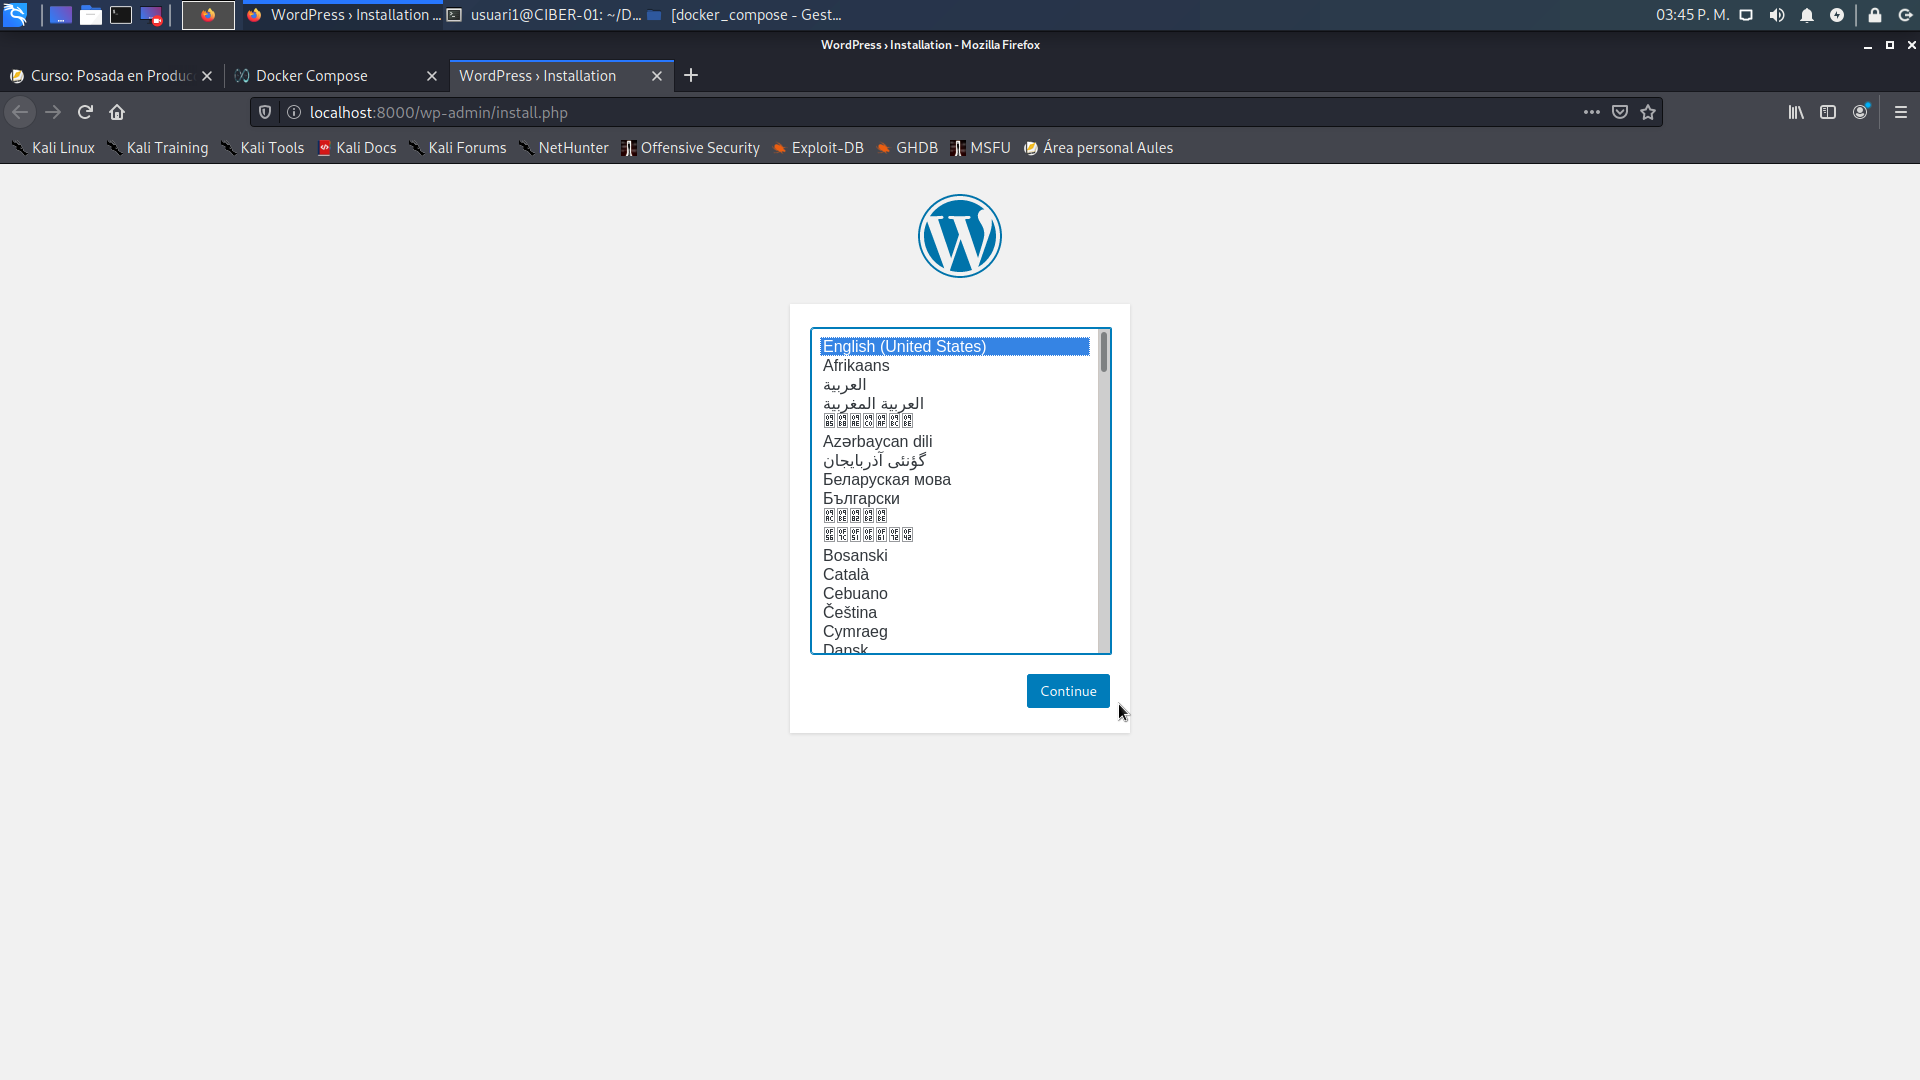 WordPress › Installation ...
usuari1@CIBER-01: ~/D...
[docker_compose - Gest...
03:45 P. M.
WordPress › Installation - Mozilla Firefox
Curso: Posada en Produc
Docker Compose
WordPress › Installation
localhost:8000/wp-admin/install.php
Kali Linux
Kali Training
Kali Tools
Kali Docs
Kali Forums
NetHunter
Offensive Security
Exploit-DB
GHDB
MSFU
Área personal Aules
English (United States)
Afrikaans
العربية
العربية المغربية
Azərbaycan dili
گؤنئی آذربایجان
Беларуская мова
Български
Bosanski
Català
Cebuano
Čeština
Cymraeg
Dansk
Continue